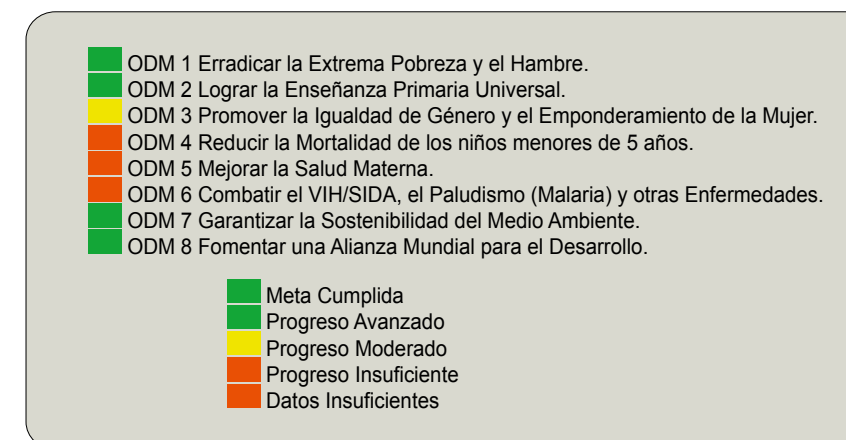 ODM 1 Erradicar la Extrema Pobreza y el Hambre.
ODM 2 Lograr la Enseñanza Primaria Universal.
ODM 3 Promover la Igualdad de Género y el Emponderamiento de la Mujer.
ODM 4 Reducir la Mortalidad de los niños menores de 5 años.
ODM 5 Mejorar la Salud Materna.
ODM 6 Combatir el VIH/SIDA, el Paludismo (Malaria) y otras Enfermedades.
ODM 7 Garantizar la Sostenibilidad del Medio Ambiente.
ODM 8 Fomentar una Alianza Mundial para el Desarrollo.
Meta Cumplida
Progreso Avanzado
Progreso Moderado
Progreso Insuficiente
Datos Insuficientes